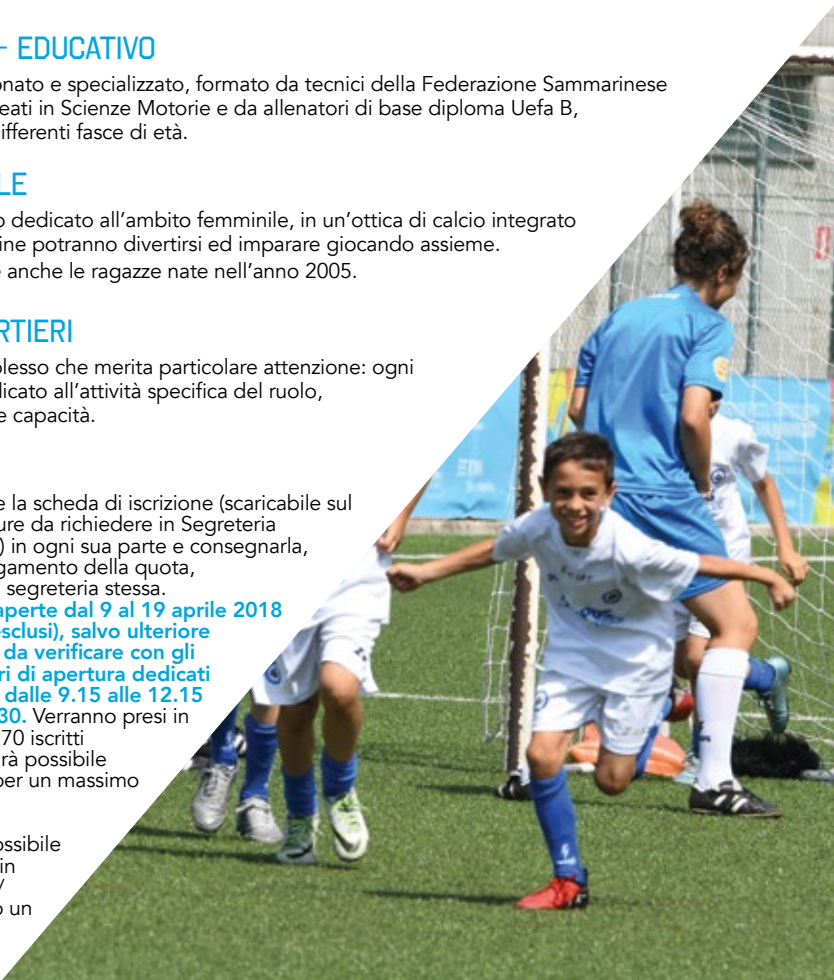 - EDUCATIVO
onato e specializzato, formato da tecnici della Federazione Sammarinese
eati in Scienze Motorie e da allenatori di base diploma Uefa B,
ifferenti fasce di età.
LE
o dedicato all’ambito femminile, in un’ottica di calcio integrato
ine potranno divertirsi ed imparare giocando assieme.
e anche le ragazze nate nell’anno 2005.
RTIERI
plesso che merita particolare attenzione: ogni
dicato all’attività specifica del ruolo,
e capacità.
e la scheda di iscrizione (scaricabile sul
ure da richiedere in Segreteria
) in ogni sua parte e consegnarla,
gamento della quota,
segreteria stessa.
aperte dal 9 al 19 aprile 2018
esclusi), salvo ulteriore
da verificare con gli
ri di apertura dedicati
dalle 9.15 alle 12.15
30. Verranno presi in
70 iscritti
rà possibile
per un massimo
ossibile
in
/
o un